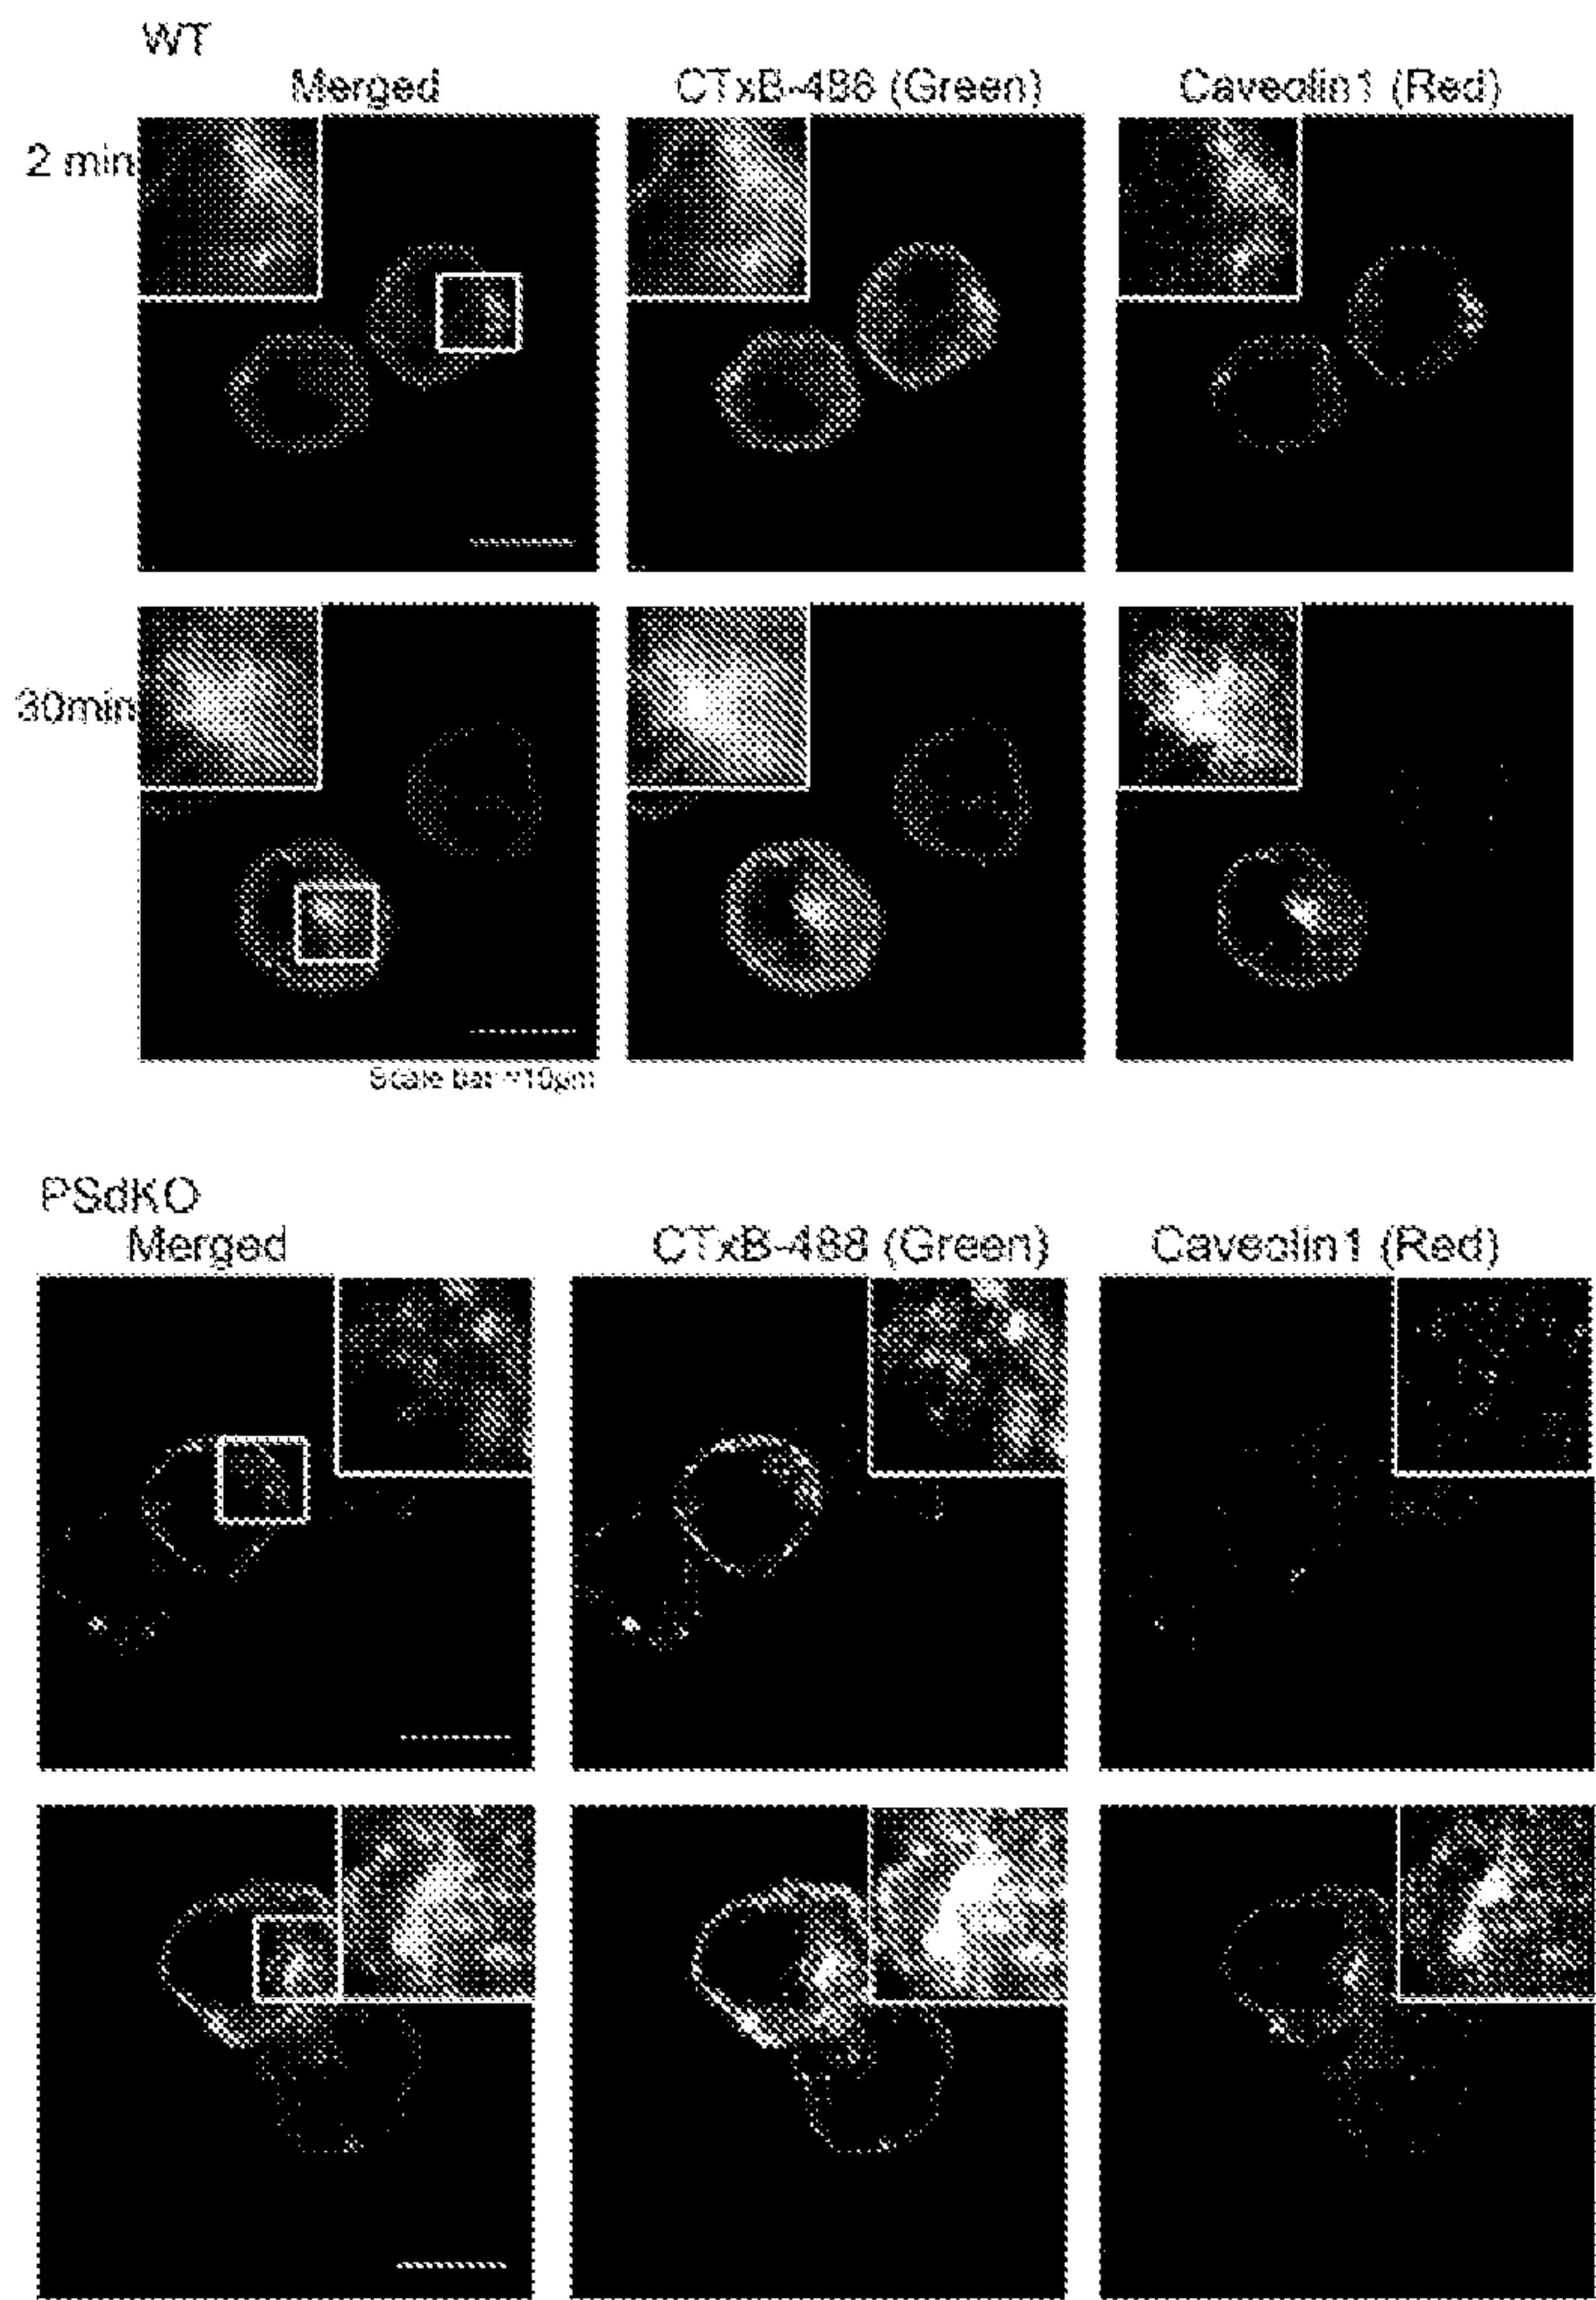 WT
Merged CTxB-488 (Green) Caveolin1 (Red)
2 min
30min
Scale bar =10μm
PSdKO
Merged CTxB-488 (Green) Caveolin1 (Red)